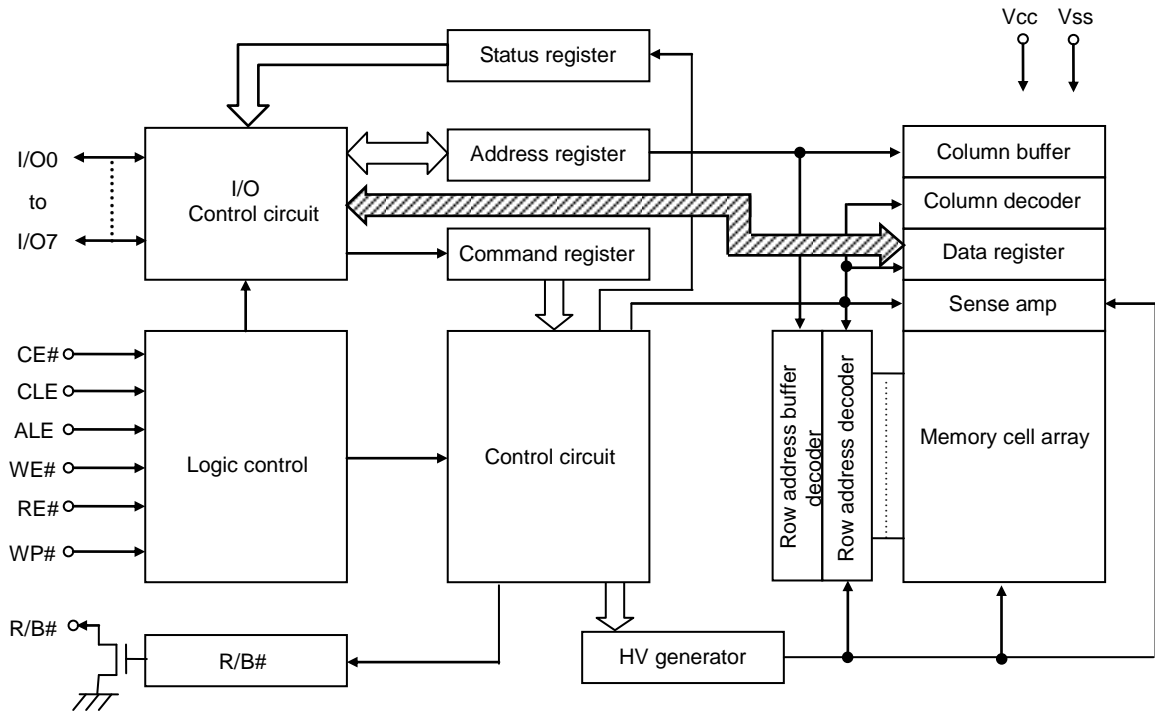 Vcc Vss
Status register
I/O0
to
I/O7
I/O
Control circuit
Address register
Column buffer
Column decoder
Command register
Data register
Sense amp
CE#
CLE
ALE
WE#
RE#
WP#
Logic control
Control circuit
Row address buffer
decoder
Row address decoder
Memory cell array
R/B#
R/B#
HV generator